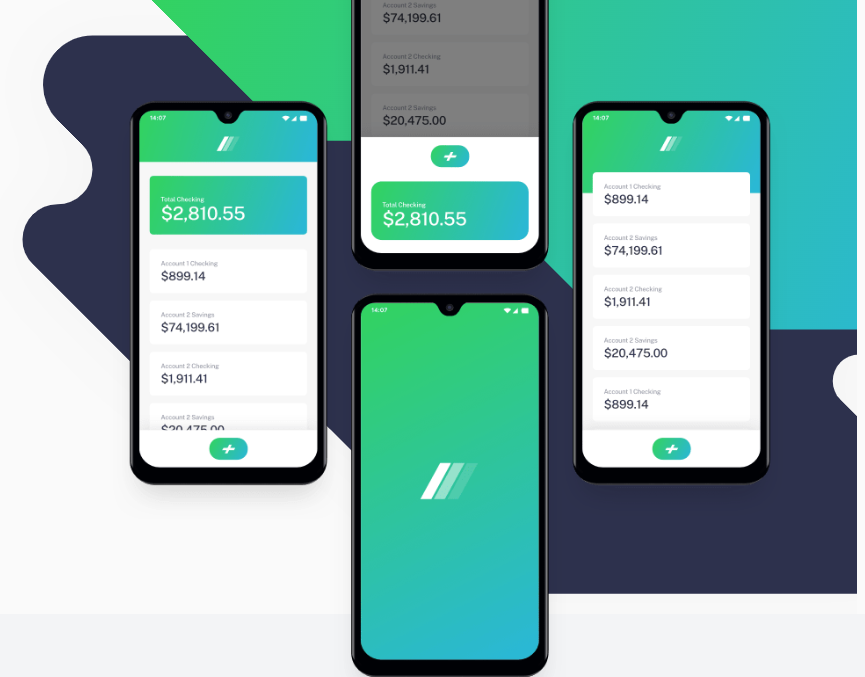 14:07
Total Checking
$2,810.55
Account 1 Checking
$899.14
Account 2 Savings
$74,199.61
Account 2 Checking
$1,911.41
Account 2 Savings
$20,475.00
Account 2 Savings
$74,199.61
Account 2 Checking
$1,911.41
Account 2 Savings
$20,475.00
Total Checking
$2,810.55
14:07
14:07
Account 1 Checking
$899.14
Account 2 Savings
$74,199.61
Account 2 Checking
$1,911.41
Account 2 Savings
$20,475.00
Account 1 Checking
$899.14